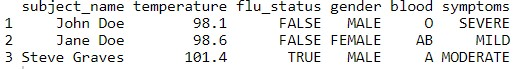 subject_name temperature flu_status gender blood symptoms
1 John Doe 98.1 FALSE MALE O SEVERE
2 Jane Doe 98.6 FALSE FEMALE AB MILD
3 Steve Graves 101.4 TRUE MALE A MODERATE